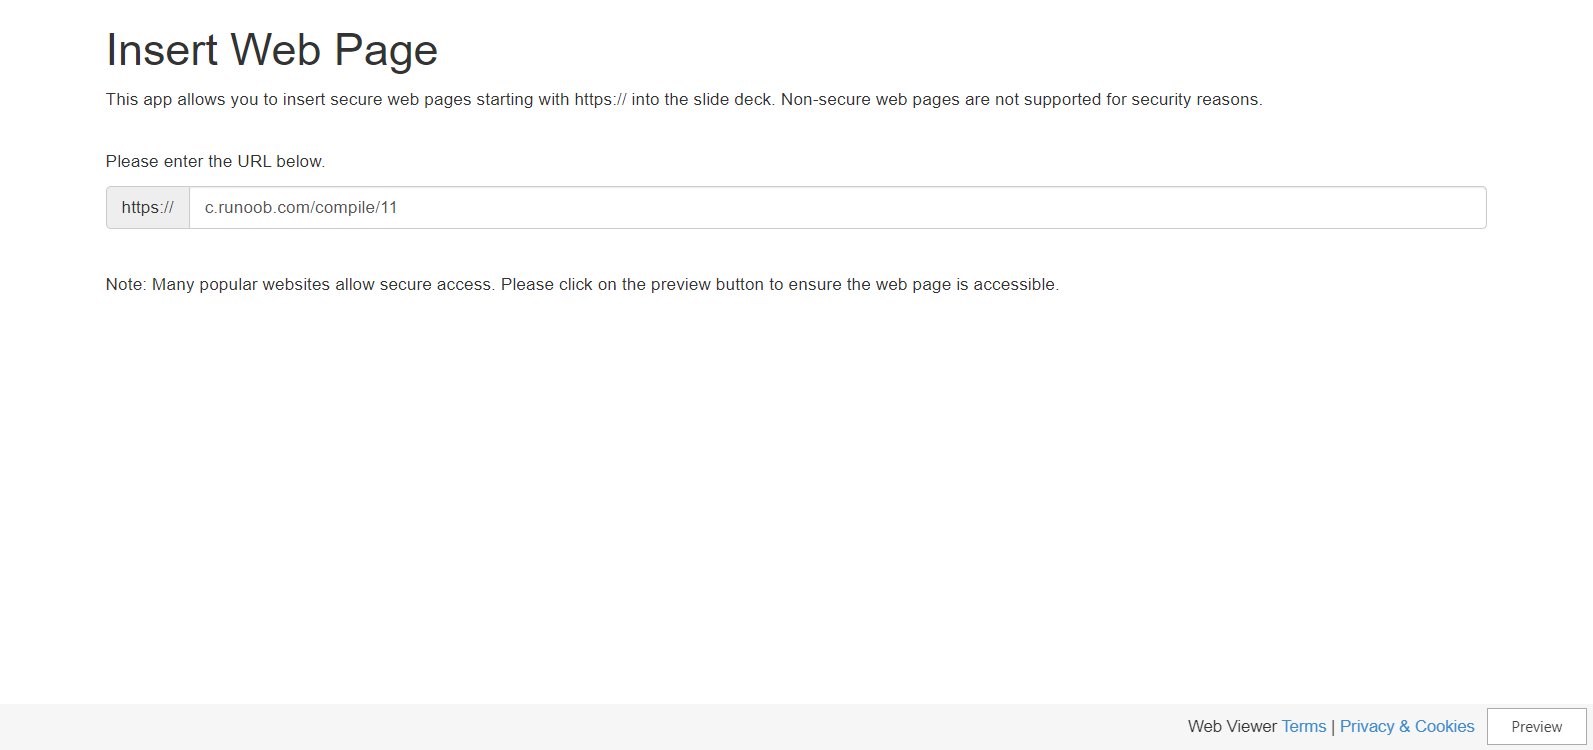 Insert Web Page
This app allows you to insert secure web pages starting with https:// into the slide deck. Non-secure web pages are not supported for security reasons.
Please enter the URL below.
https:// c.runoob.com/compile/11
Note: Many popular websites allow secure access. Please click on the preview button to ensure the web page is accessible.
Web Viewer Terms | Privacy & Cookies Preview